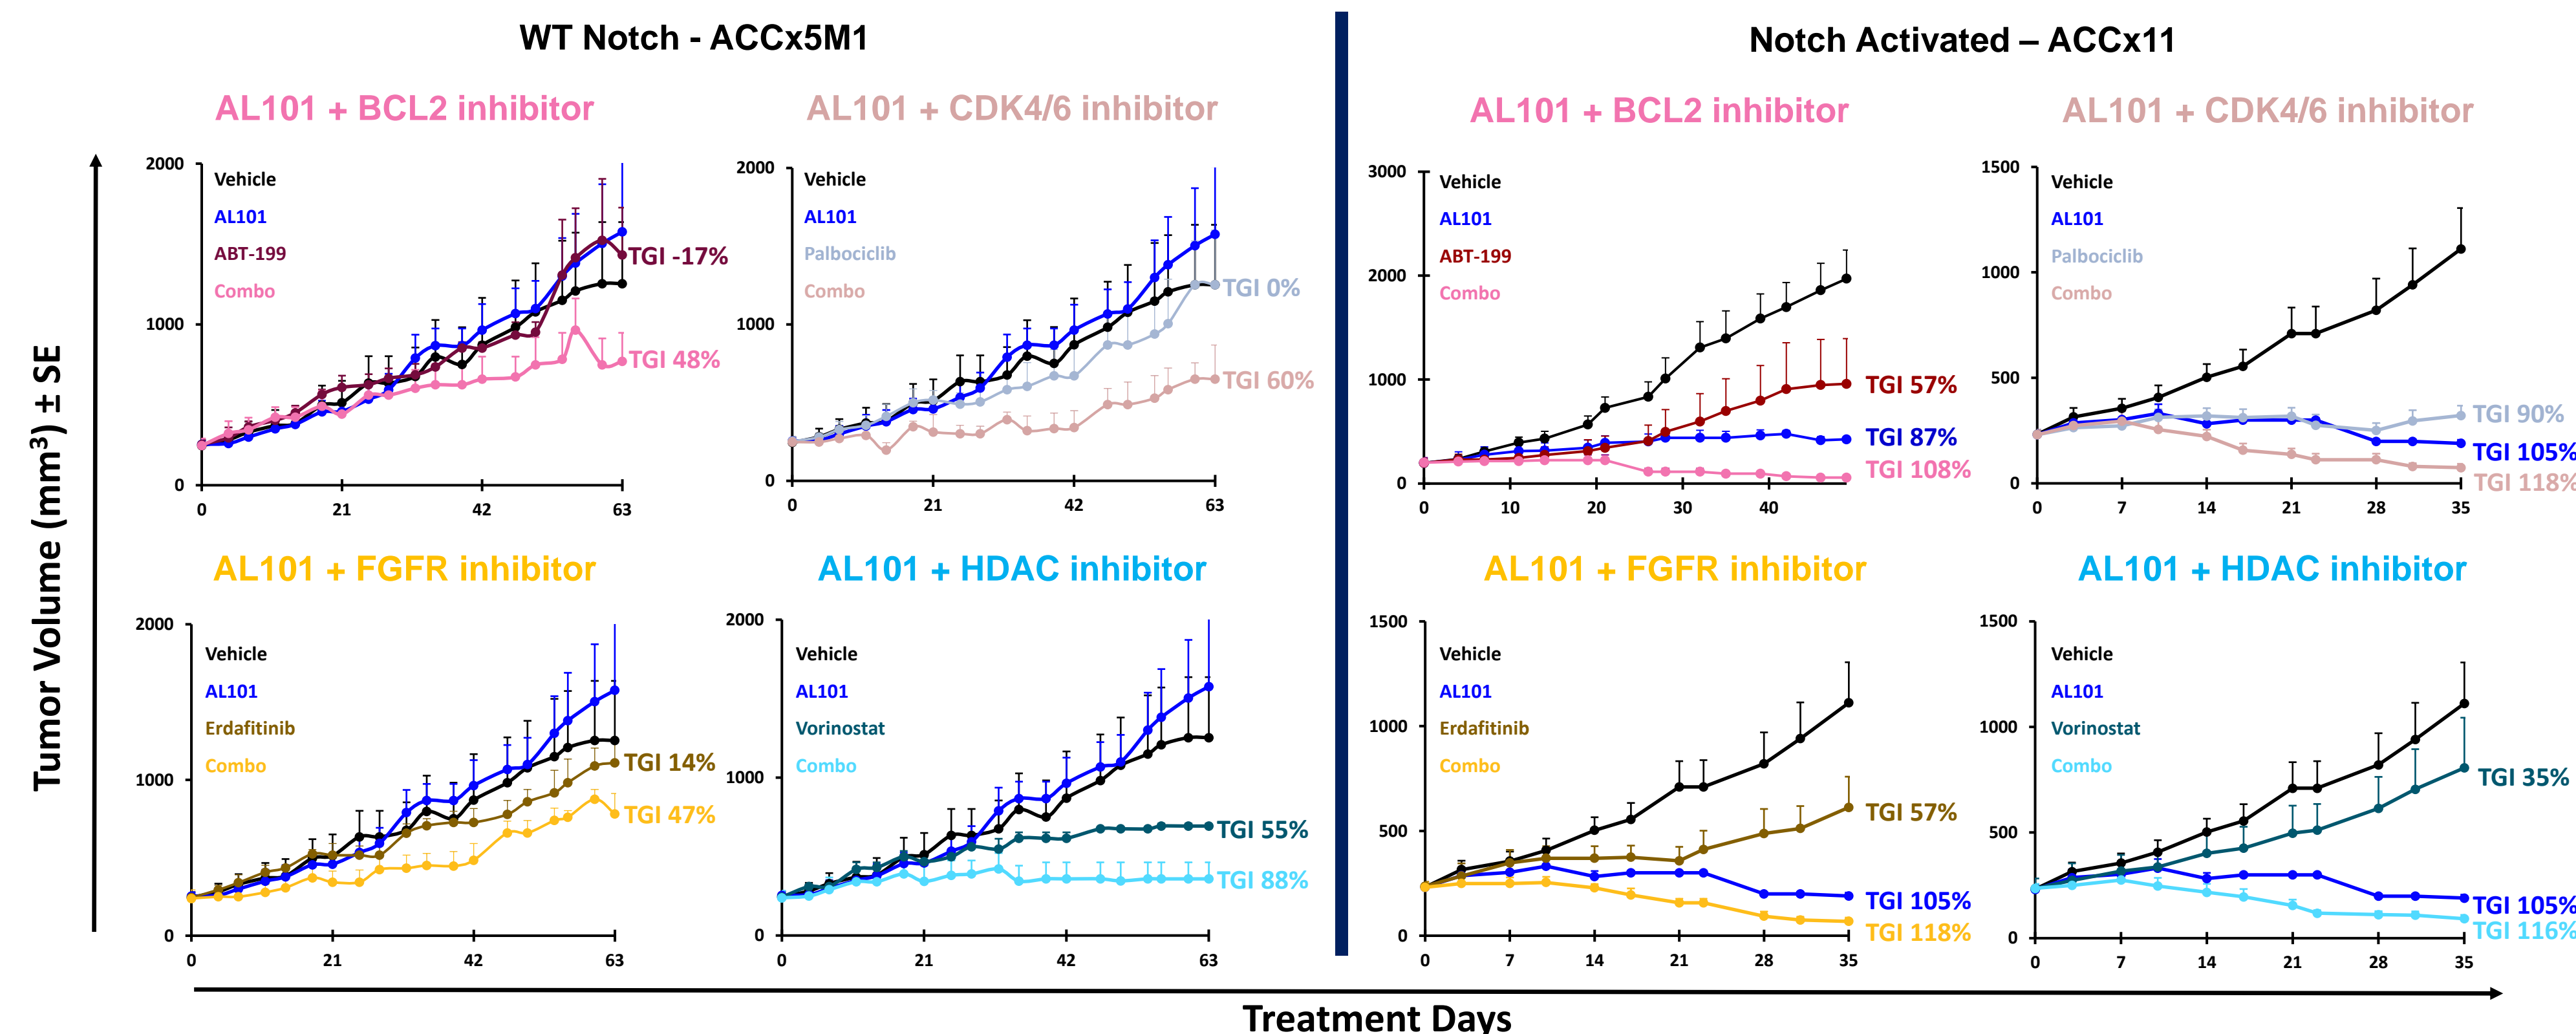 WT Notch - ACCx5M1
Notch Activated – ACCx11
Tumor Volume (mm³) ± SE
AL101 + BCL2 inhibitor
2000
1000
0
Vehicle
AL101
ABT-199
Combo
TGI -17%
TGI 48%
0 21 42 63
AL101 + CDK4/6 inhibitor
2000
1000
0
Vehicle
AL101
Palbociclib
Combo
TGI 0%
TGI 60%
0 21 42 63
AL101 + BCL2 inhibitor
3000
2000
1000
0
Vehicle
AL101
ABT-199
Combo
TGI 57%
TGI 87%
TGI 108%
0 10 20 30 40
AL101 + CDK4/6 inhibitor
1500
1000
500
0
Vehicle
AL101
Palbociclib
Combo
TGI 90%
TGI 105%
TGI 118%
0 7 14 21 28 35
AL101 + FGFR inhibitor
2000
1000
0
Vehicle
AL101
Erdafitinib
Combo
TGI 14%
TGI 47%
0 21 42 63
AL101 + HDAC inhibitor
2000
1000
0
Vehicle
AL101
Vorinostat
Combo
TGI 55%
TGI 88%
0 21 42 63
AL101 + FGFR inhibitor
1500
1000
500
0
Vehicle
AL101
Erdafitinib
Combo
TGI 57%
TGI 105%
TGI 118%
0 7 14 21 28 35
AL101 + HDAC inhibitor
1500
1000
500
0
Vehicle
AL101
Vorinostat
Combo
TGI 35%
TGI 105%
TGI 116%
0 7 14 21 28 35
Treatment Days